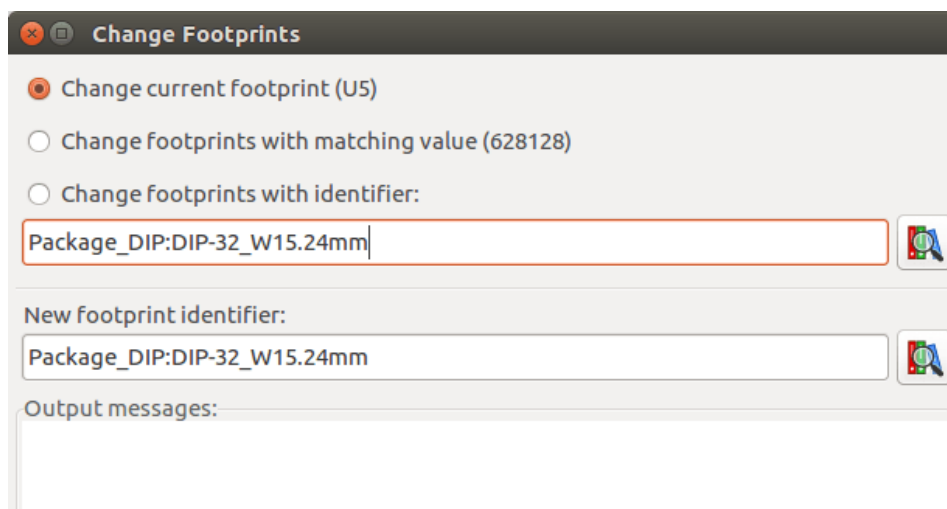 Change Footprints
Change current footprint (U5)
Change footprints with matching value (628128)
Change footprints with identifier:
Package_DIP:DIP-32_W15.24mm
New footprint identifier:
Package_DIP:DIP-32_W15.24mm
Output messages: